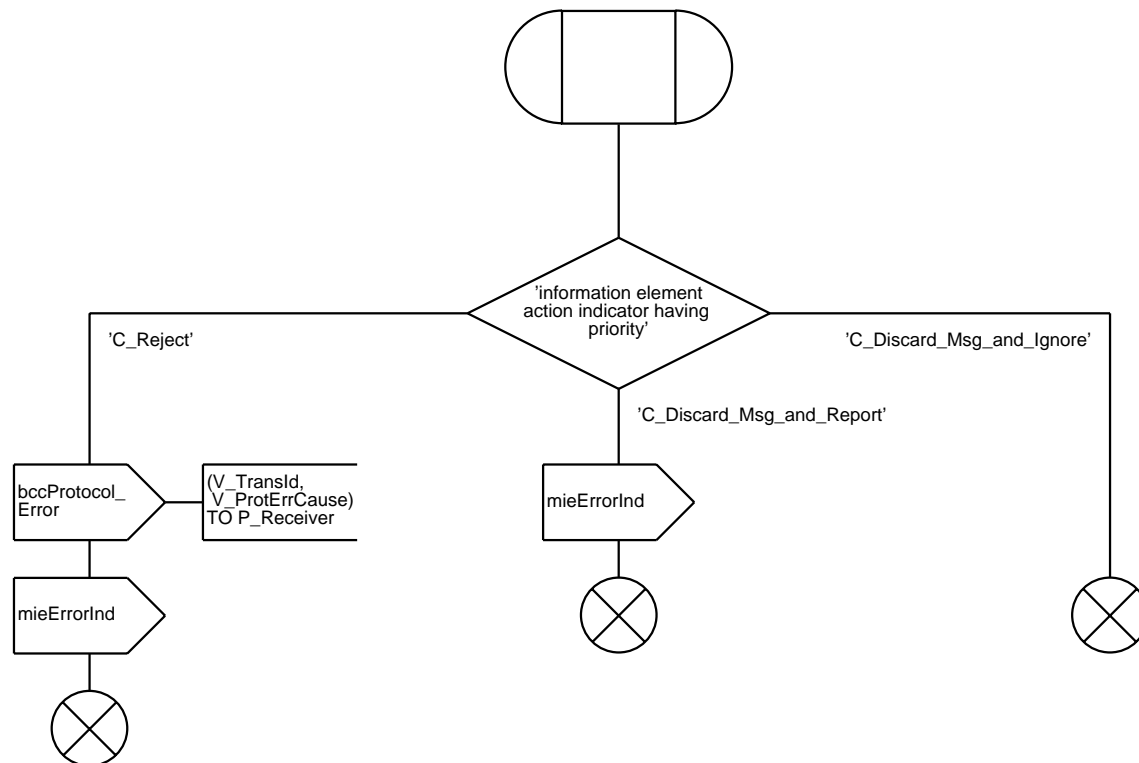 ’information element
action indicator having
priority’
’C_Reject’
’C_Discard_Msg_and_Ignore’
’C_Discard_Msg_and_Report’
bccProtocol_
Error
(V_TransId,
V_ProtErrCause)
TO P_Receiver
mieErrorInd
mieErrorInd